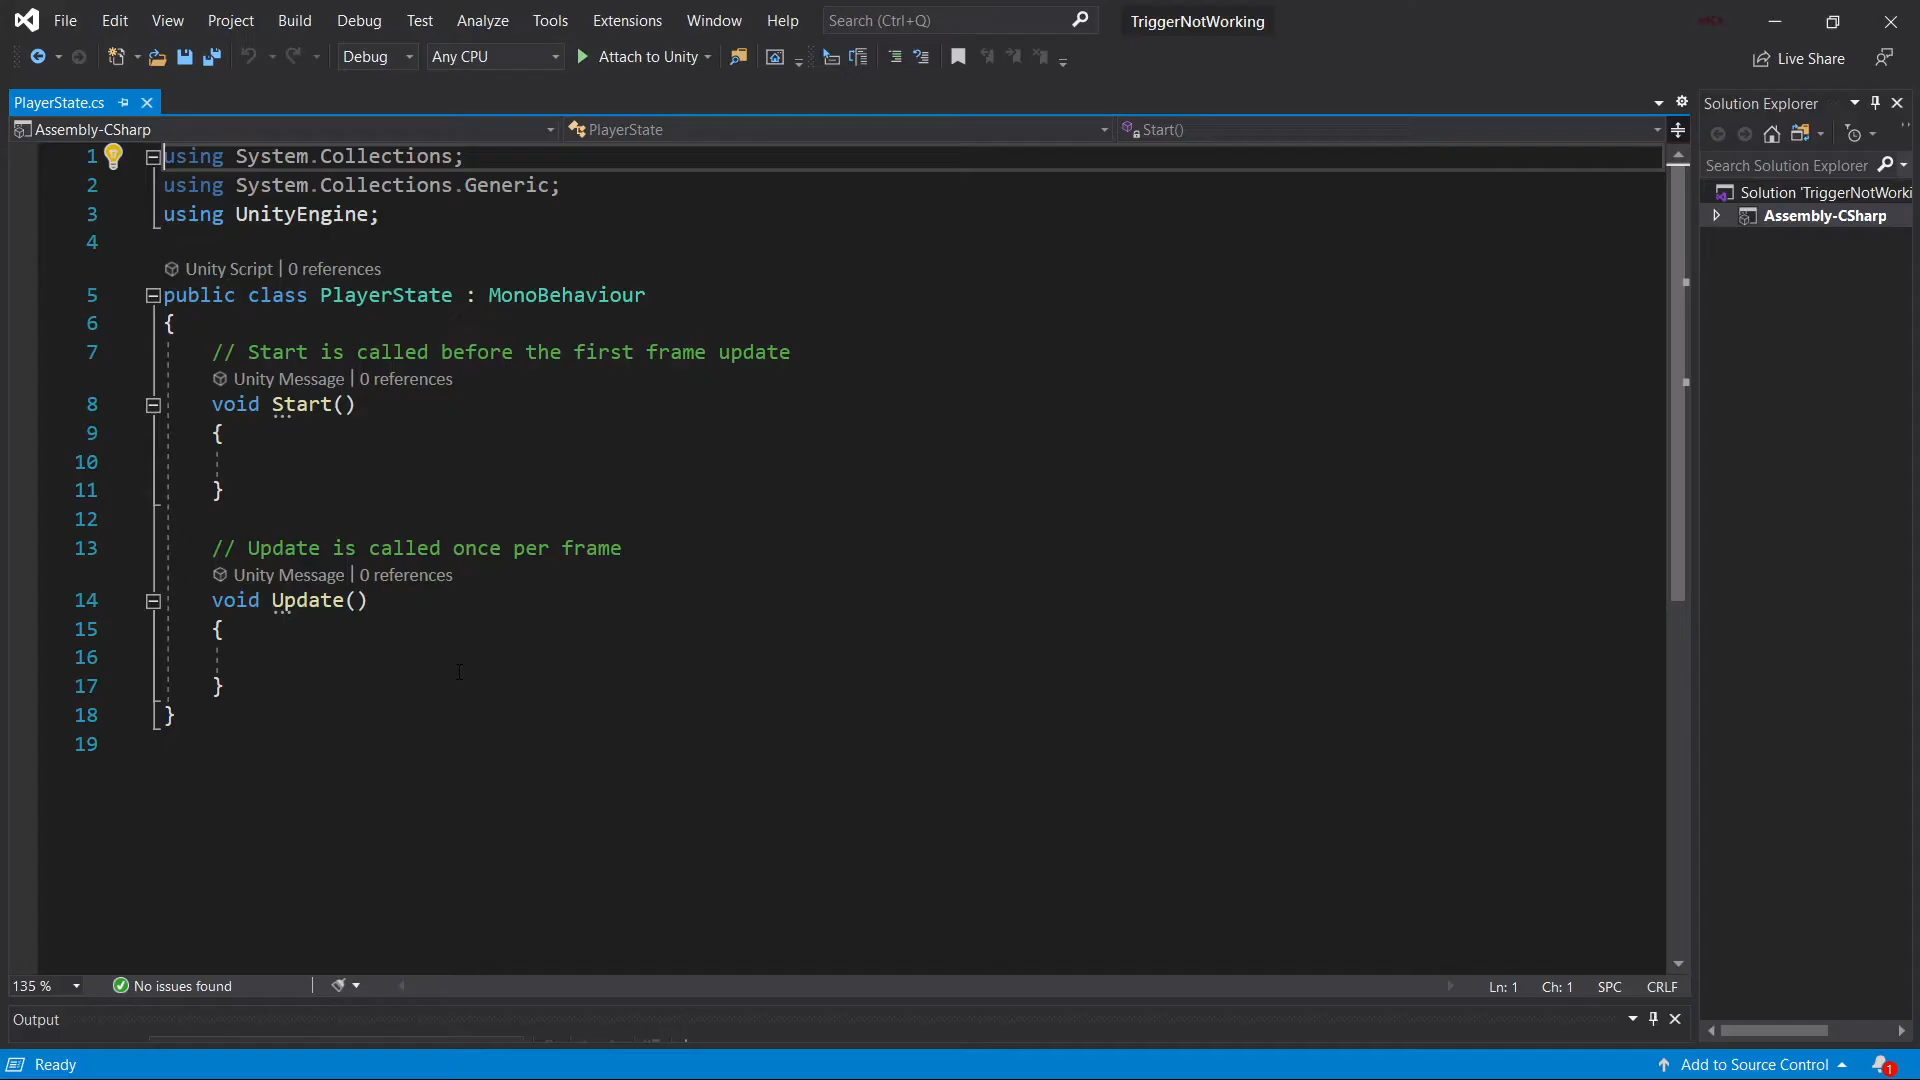 File Edit View Project Build Debug Test Analyze Tools Extensions Window Help Search (Ctrl+Q) TriggerNotWorking
Debug Any CPU Attach to Unity Live Share
PlayerState.cs Solution Explorer
Assembly-CSharp PlayerState Start()
Search Solution Explorer
Solution 'TriggerNotWorki
Assembly-CSharp
1 using System.Collections;
2 using System.Collections.Generic;
3 using UnityEngine;
4
Unity Script | 0 references
5 public class PlayerState : MonoBehaviour
6 {
7 // Start is called before the first frame update
Unity Message | 0 references
8 void Start()
9 {
10
11 }
12
13 // Update is called once per frame
Unity Message | 0 references
14 void Update()
15 {
16
17 }
18 }
19
135 % No issues found Ln: 1 Ch: 1 SPC CRLF
Output
Ready Add to Source Control 1